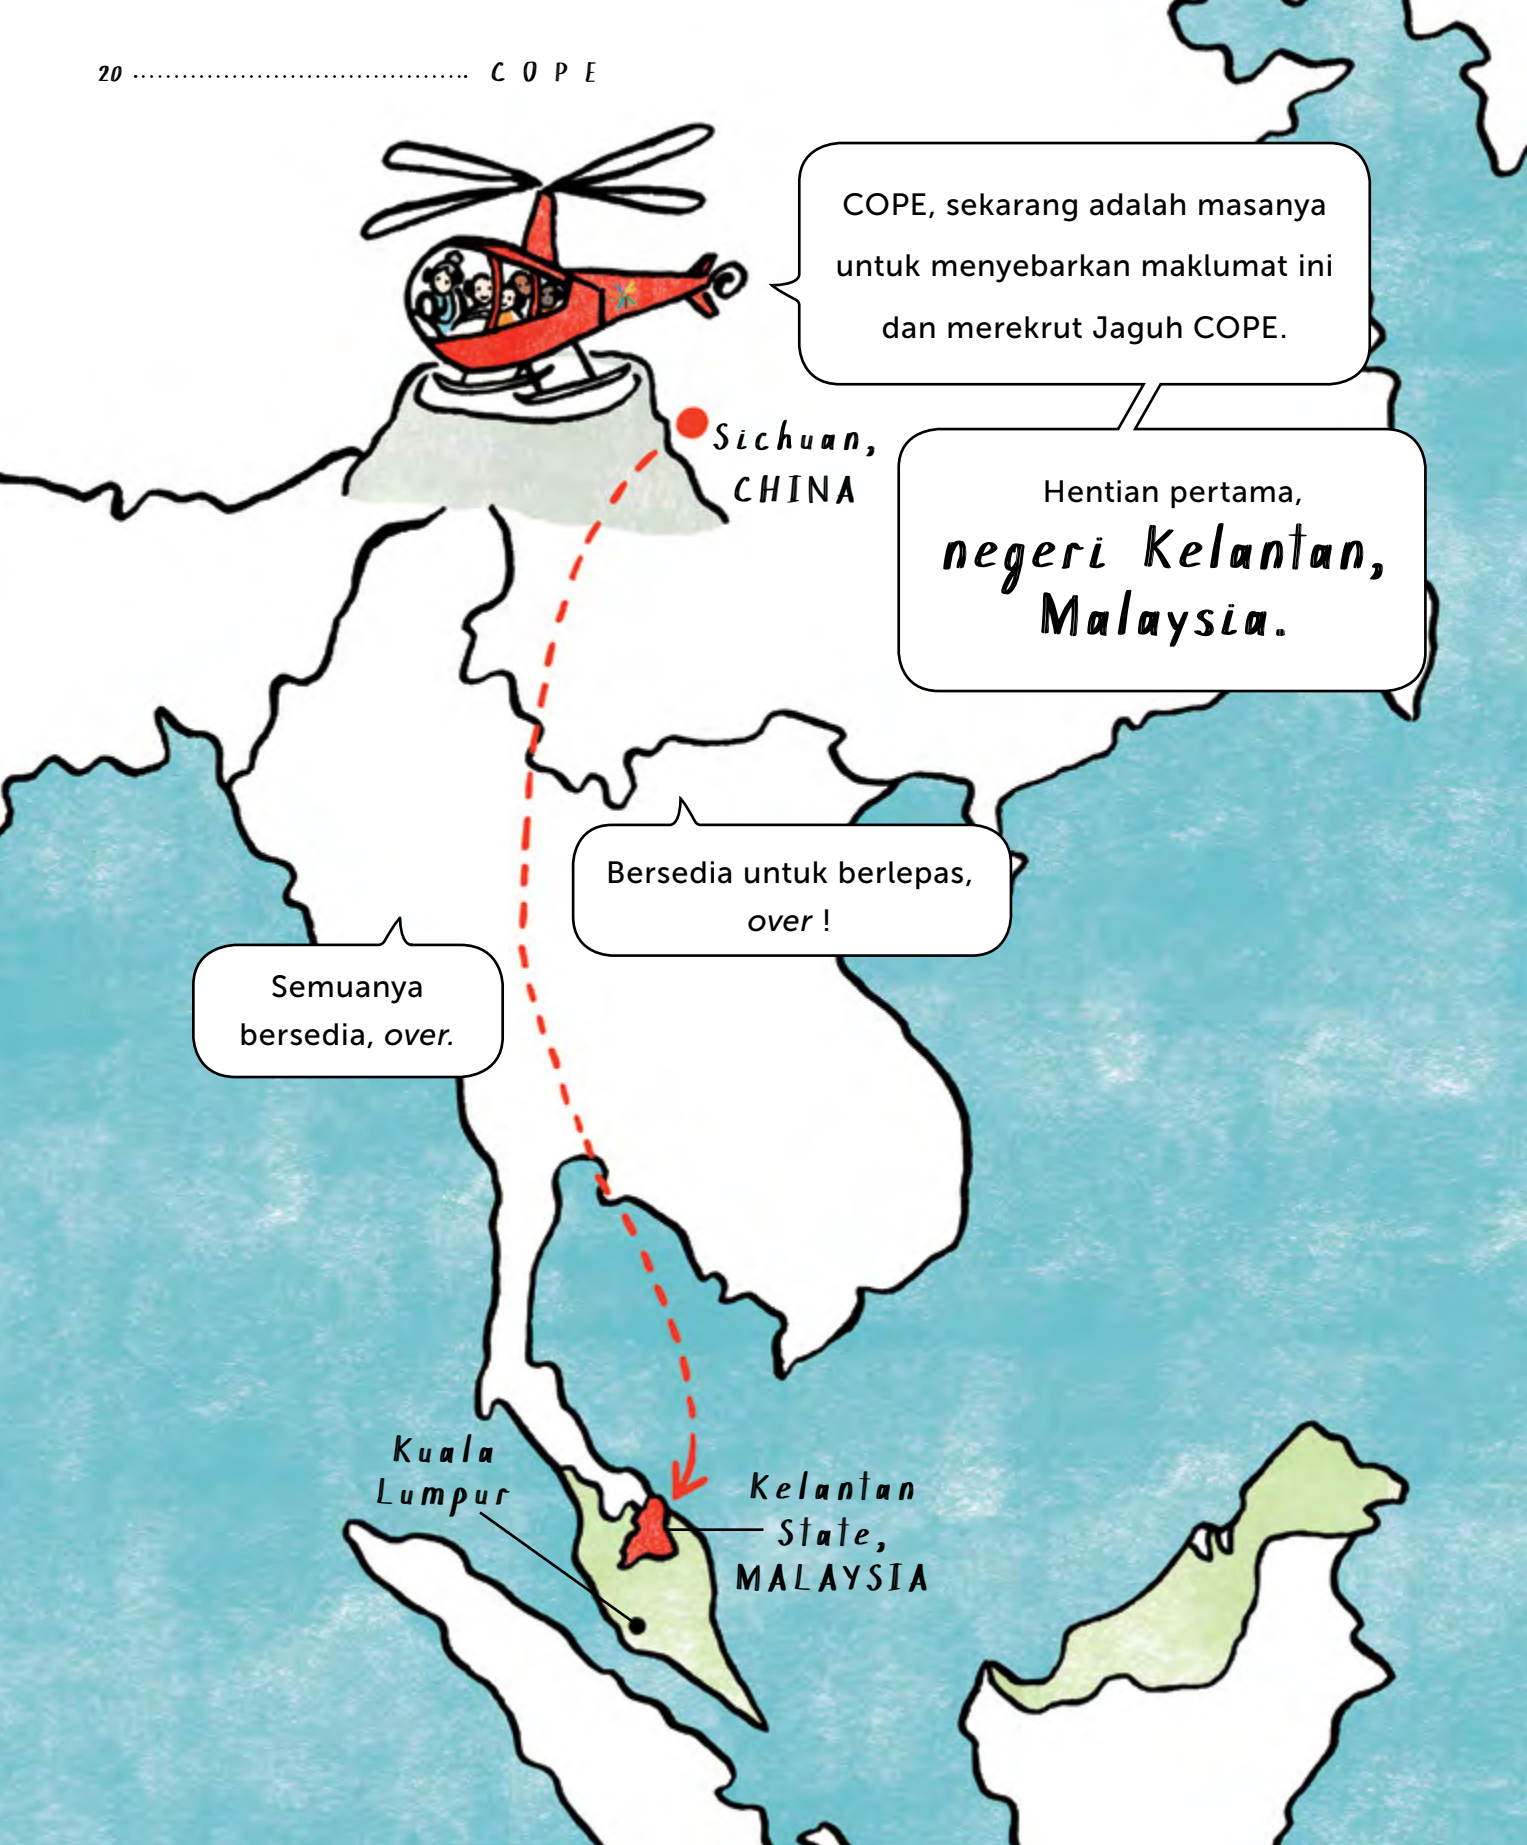 20 ........................................ COPE
COPE, sekarang adalah masanya
untuk menyebarkan maklumat ini
dan merekrut Jaguh COPE.
Sichuan,
CHINA
Hentian pertama,
negeri Kelantan,
Malaysia.
Bersedia untuk berlepas,
over !
Semuanya
bersedia, over.
Kuala
Lumpur
Kelantan
State,
MALAYSIA